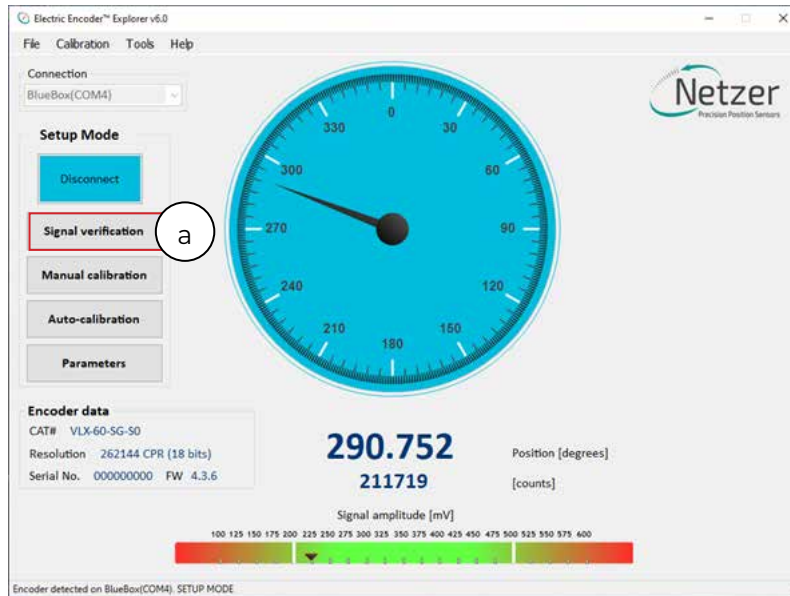 Electric Encoder™ Explorer v6.0
File Calibration Tools Help
Connection
BlueBox(COM4)
Setup Mode
Disconnect
Signal verification
a
Manual calibration
Auto-calibration
Parameters
Netzer
Precision Position Sensors
0
30
60
90
120
150
180
210
240
270
300
330
Encoder data
CAT# VLX-60-SG-S0
Resolution 262144 CPR (18 bits)
Serial No. 000000000 FW 4.3.6
290.752 Position [degrees]
211719 [counts]
Signal amplitude [mV]
100 125 150 175 200 225 250 275 300 325 350 375 400 425 450 475 500 525 550 575 600
Encoder detected on BlueBox(COM4). SETUP MODE